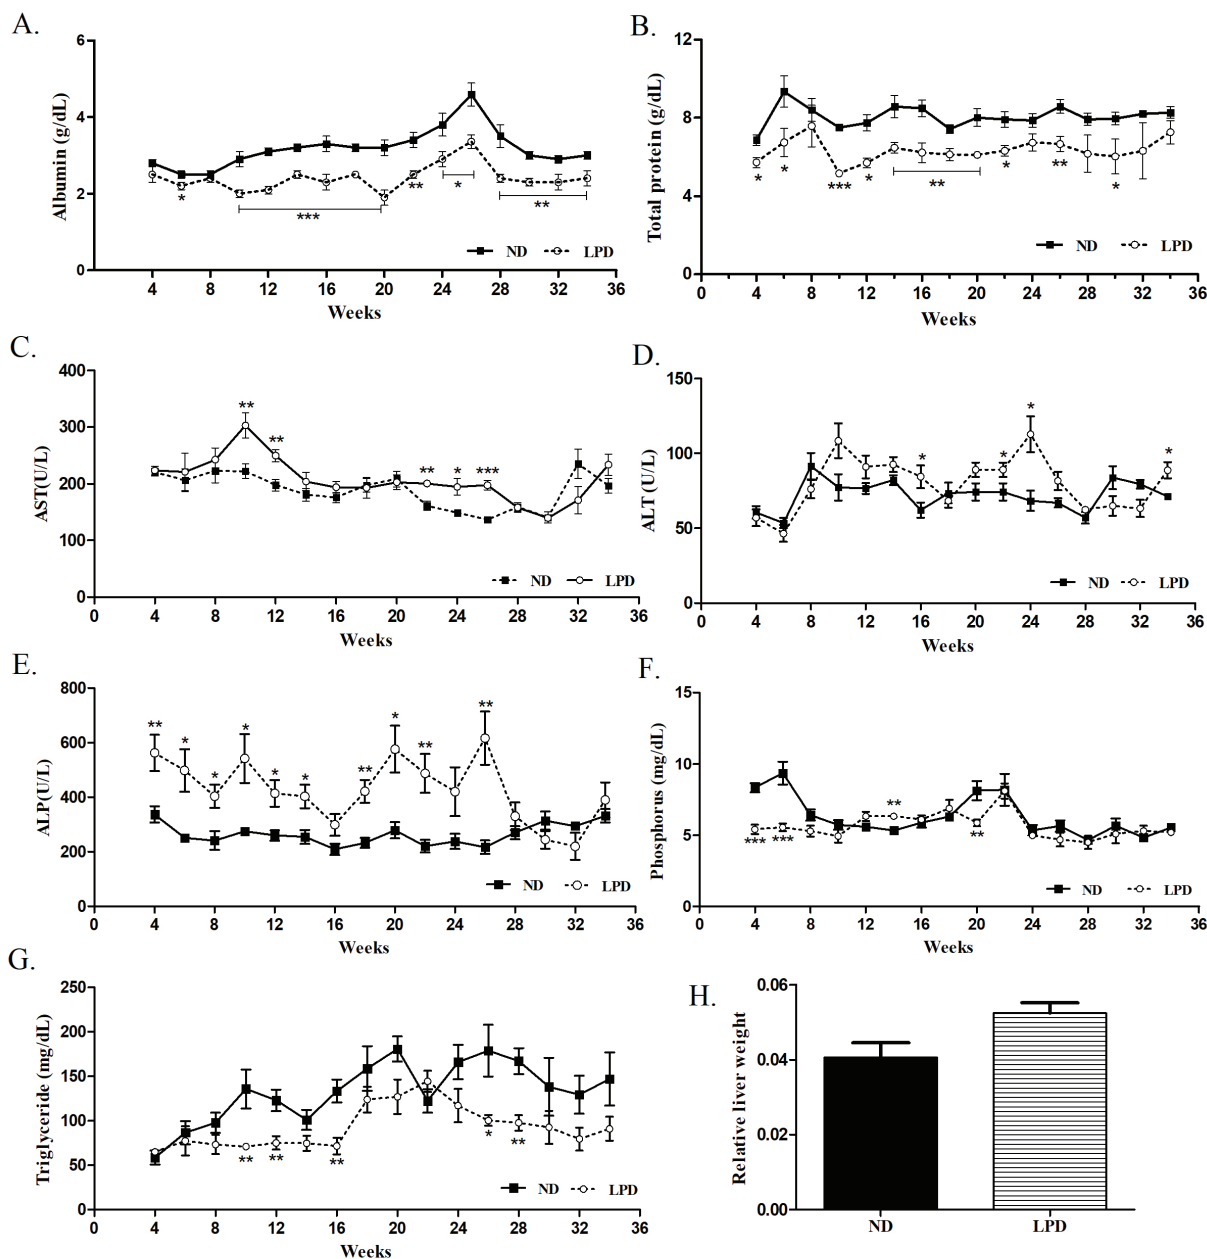 A.
6
4
2
0
Albumin (g/dL)
*
***
**
*
**
ND LPD
4 8 12 16 20 24 28 32 36
Weeks
B.
12
8
4
0
Total protein (g/dL)
* * *** * ** * ** *
ND LPD
0 4 8 12 16 20 24 28 32 36
Weeks
C.
400
300
200
100
0
AST(U/L)
** ** ** * ***
ND LPD
0 4 8 12 16 20 24 28 32 36
Weeks
D.
150
100
50
0
ALT (U/L)
* * * *
ND LPD
0 4 8 12 16 20 24 28 32 36
Weeks
E.
800
600
400
200
0
ALP(U/L)
** * * * * * ** * ** **
ND LPD
0 4 8 12 16 20 24 28 32 36
Weeks
F.
15
10
5
0
Phosphorus (mg/dL)
*** *** ** **
ND LPD
0 4 8 12 16 20 24 28 32 36
Weeks
G.
250
200
150
100
50
0
Triglyceride (mg/dL)
** ** ** * **
ND LPD
0 4 8 12 16 20 24 28 32 36
Weeks
H.
0.06
0.04
0.02
0.00
Relative liver weight
ND LPD